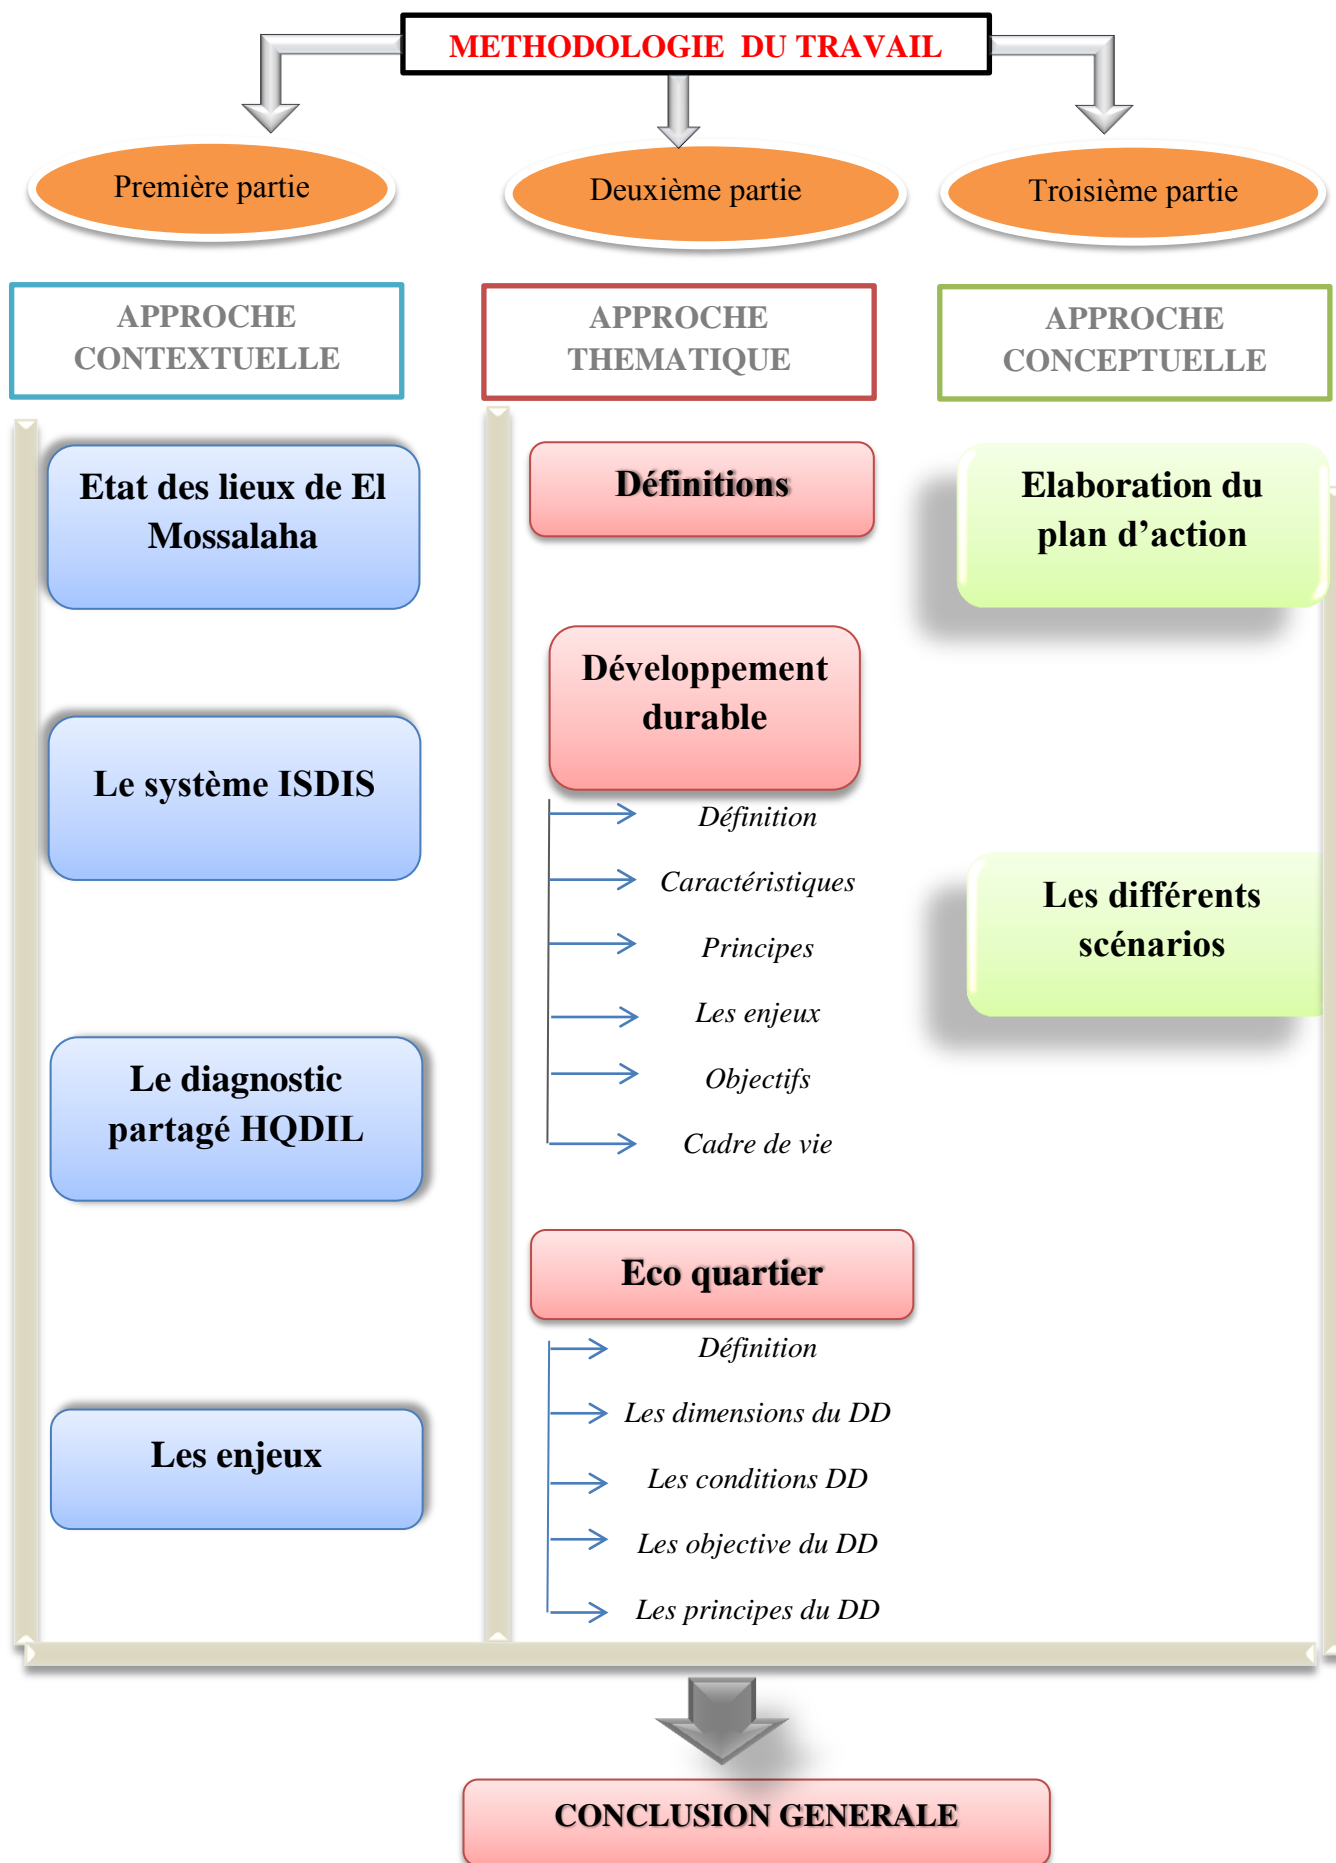 METHODOLOGIE DU TRAVAIL
Première partie
Deuxième partie
Troisième partie
APPROCHE
CONTEXTUELLE
APPROCHE
THEMATIQUE
APPROCHE
CONCEPTUELLE
Etat des lieux de El
Mossalaha
Le système ISDIS
Le diagnostic
partagé HQDIL
Les enjeux
Définitions
Développement
durable
Définition
Caractéristiques
Principes
Les enjeux
Objectifs
Cadre de vie
Eco quartier
Définition
Les dimensions du DD
Les conditions DD
Les objective du DD
Les principes du DD
Elaboration du
plan d’action
Les différents
scénarios
CONCLUSION GENERALE